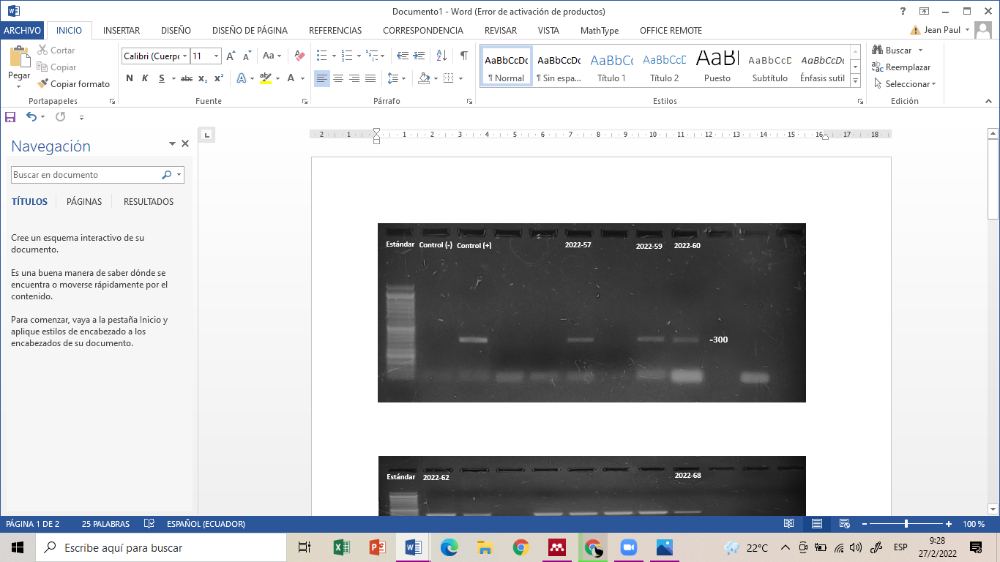 Documento1 - Word (Error de activación de productos)
ARCHIVO INICIO INSERTAR DISEÑO DISEÑO DE PÁGINA REFERENCIAS CORRESPONDENCIA REVISAR VISTA MathType OFFICE REMOTE Jean Paul
Pegar
Cortar
Copiar
Copiar formato
Portapapeles
Calibri (Cuerpo 11
N K S abc x₂ x²
Fuente
Párrafo
AaBbCcDc AaBbCcDc AaBbCc AaBbCcD AaBl AaBbCcD AaBbCcDc
¶ Normal ¶ Sin espa... Título 1 Título 2 Puesto Subtítulo Énfasis sutil
Estilos
Buscar
Reemplazar
Seleccionar
Edición
2 1 1 2 3 4 5 6 7 8 9 10 11 12 13 14 15 16 17 18
Navegación
Buscar en documento
TÍTULOS PÁGINAS RESULTADOS
Cree un esquema interactivo de su
documento.
Es una buena manera de saber dónde se
encuentra o moverse rápidamente por el
contenido.
Para comenzar, vaya a la pestaña Inicio y
aplique estilos de encabezado a los
encabezados de su documento.
Estándar Control (-) Control (+) 2022-57 2022-59 2022-60
~300
Estándar 2022-62 2022-68
PÁGINA 1 DE 2 25 PALABRAS ESPAÑOL (ECUADOR) 100 %
Escribe aquí para buscar
22°C ESP 9:28
27/2/2022